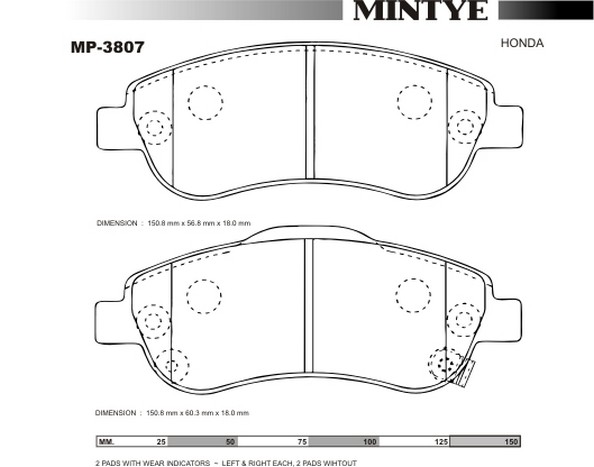 MINTYE
MP-3807
HONDA
DIMENSION : 150.8 mm x 56.8 mm x 18.0 mm
DIMENSION : 150.8 mm x 60.3 mm x 18.0 mm
MM. 25 50 75 100 125 150
2 PADS WITH WEAR INDICATORS ~ LEFT & RIGHT EACH, 2 PADS WIHTOUT